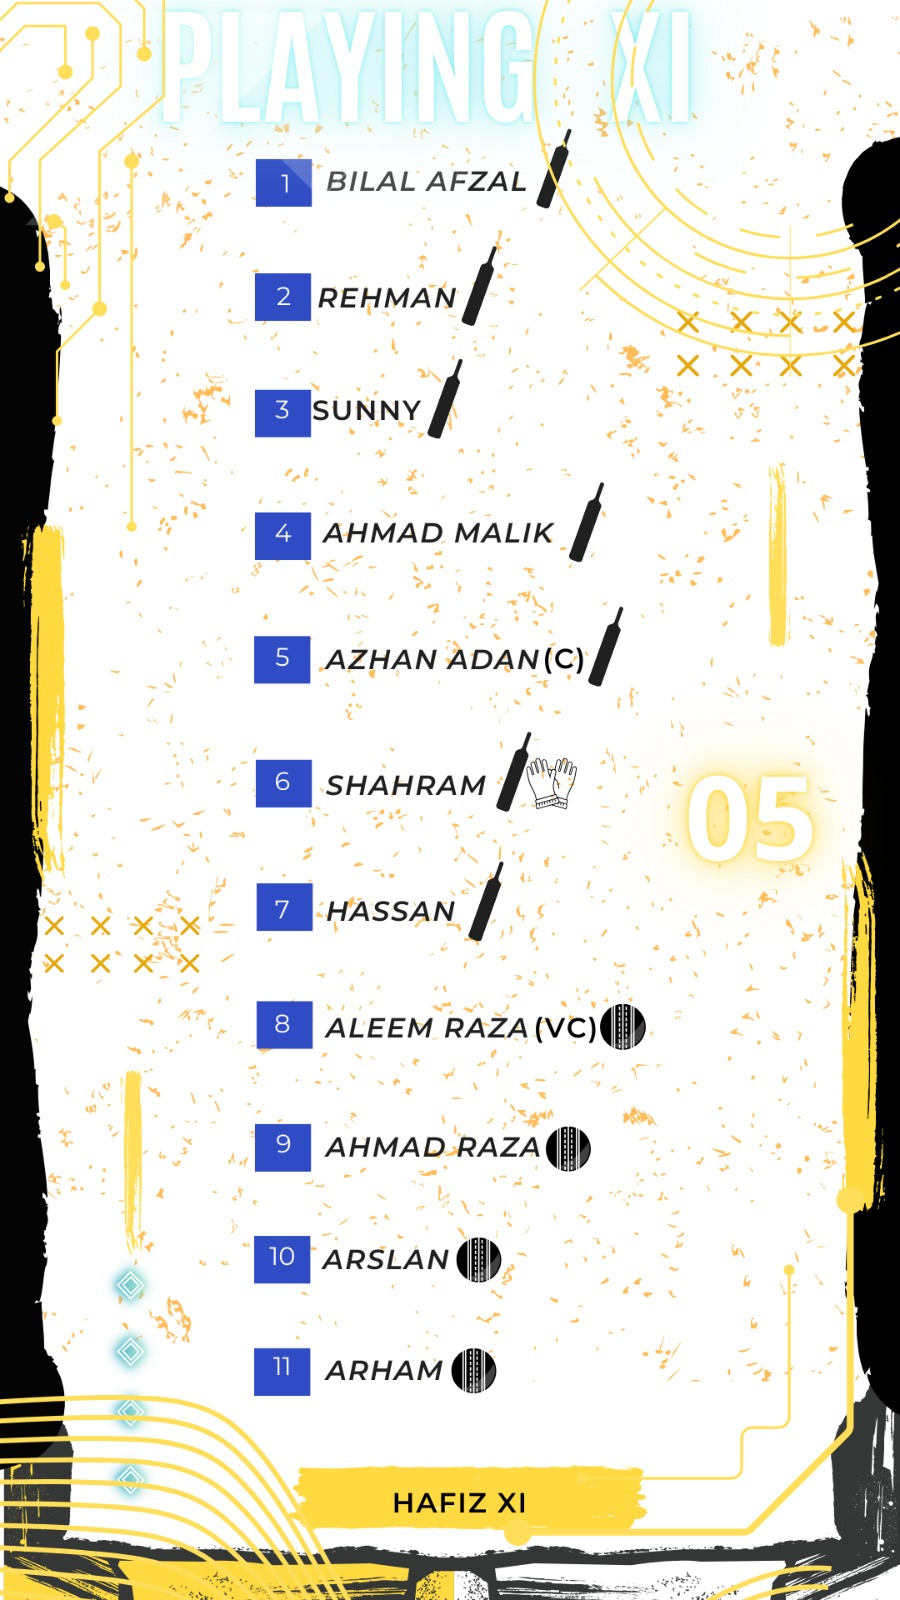 PLAYING XI
1 BILAL AFZAL
2 REHMAN
3 SUNNY
4 AHMAD MALIK
5 AZHAN ADAN(C)
6 SHAHRAM
05
7 HASSAN
8 ALEEM RAZA(VC)
9 AHMAD RAZA
10 ARSLAN
11 ARHAM
HAFIZ XI